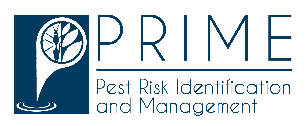 PRIME
Pest Risk Identification
and Management